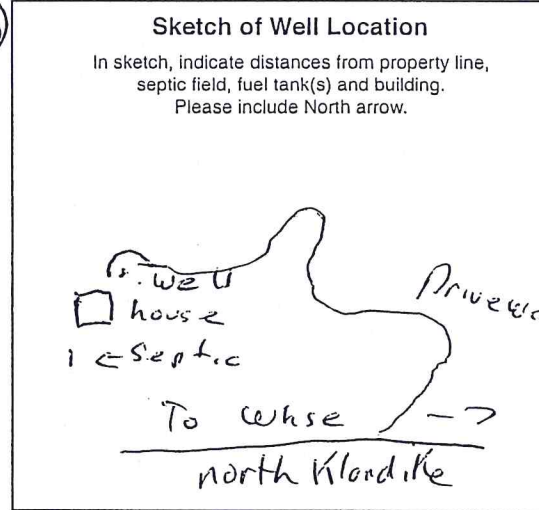 Sketch of Well Location
In sketch, indicate distances from property line,
septic field, fuel tank(s) and building.
Please include North arrow.
well
Drivewa
house
← Septic
To Whse →
north Klondike